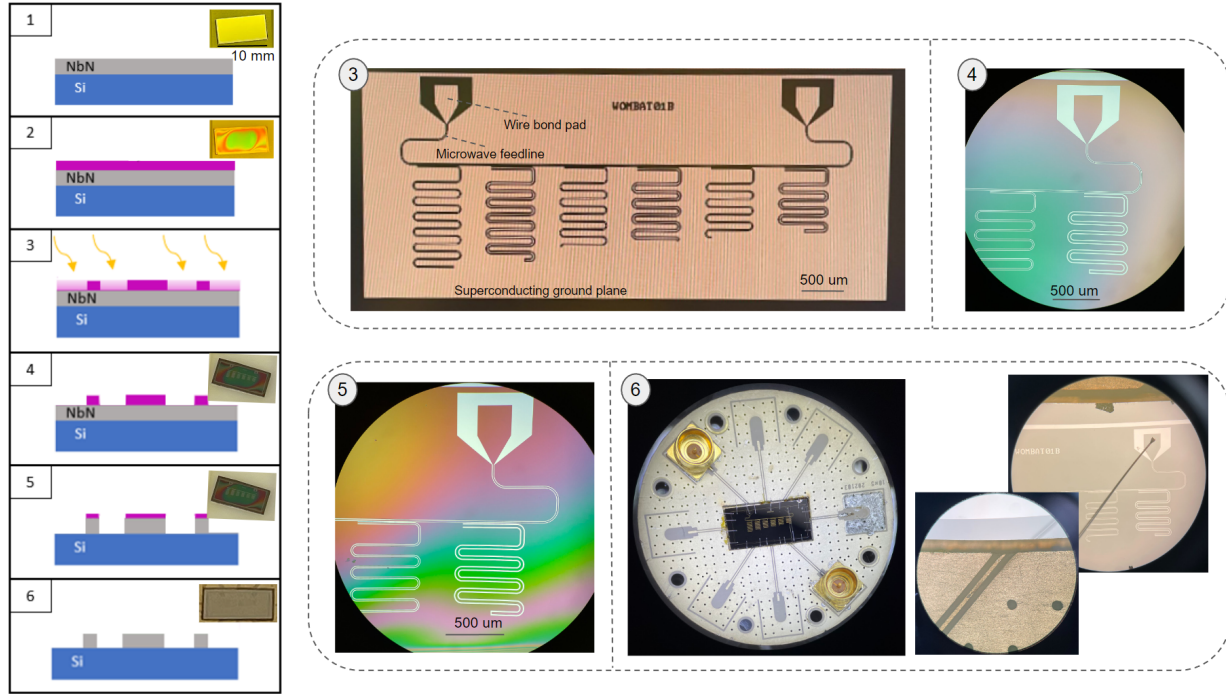 1
10 mm
NbN
Si
2
NbN
Si
3
NbN
Si
4
NbN
Si
5
Si
6
Si
3
WOMBAT01B
Wire bond pad
Microwave feedline
Superconducting ground plane
500 um
4
500 um
5
500 um
6
WOMBAT01B